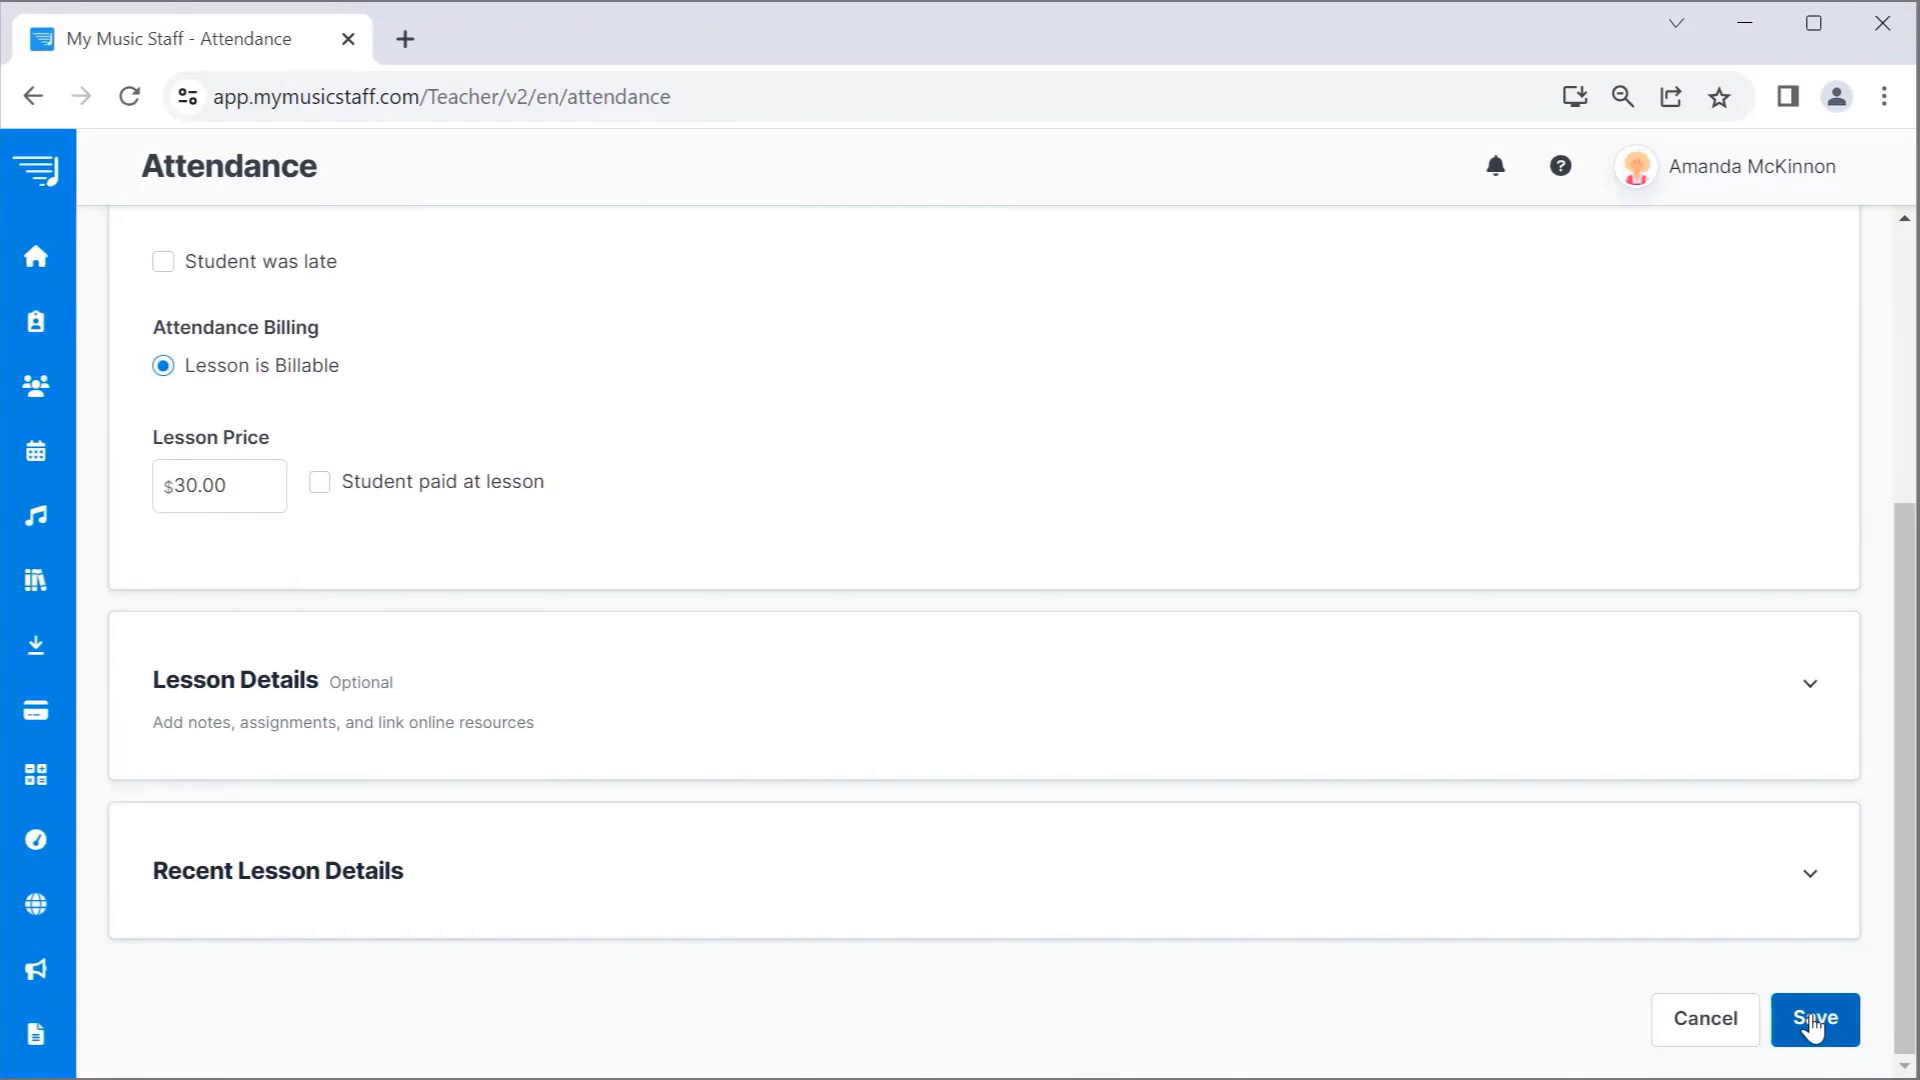 My Music Staff - Attendance
app.mymusicstaff.com/Teacher/v2/en/attendance
Attendance
Amanda McKinnon
Student was late
Attendance Billing
Lesson is Billable
Lesson Price
$30.00
Student paid at lesson
Lesson Details Optional
Add notes, assignments, and link online resources
Recent Lesson Details
Cancel
Save